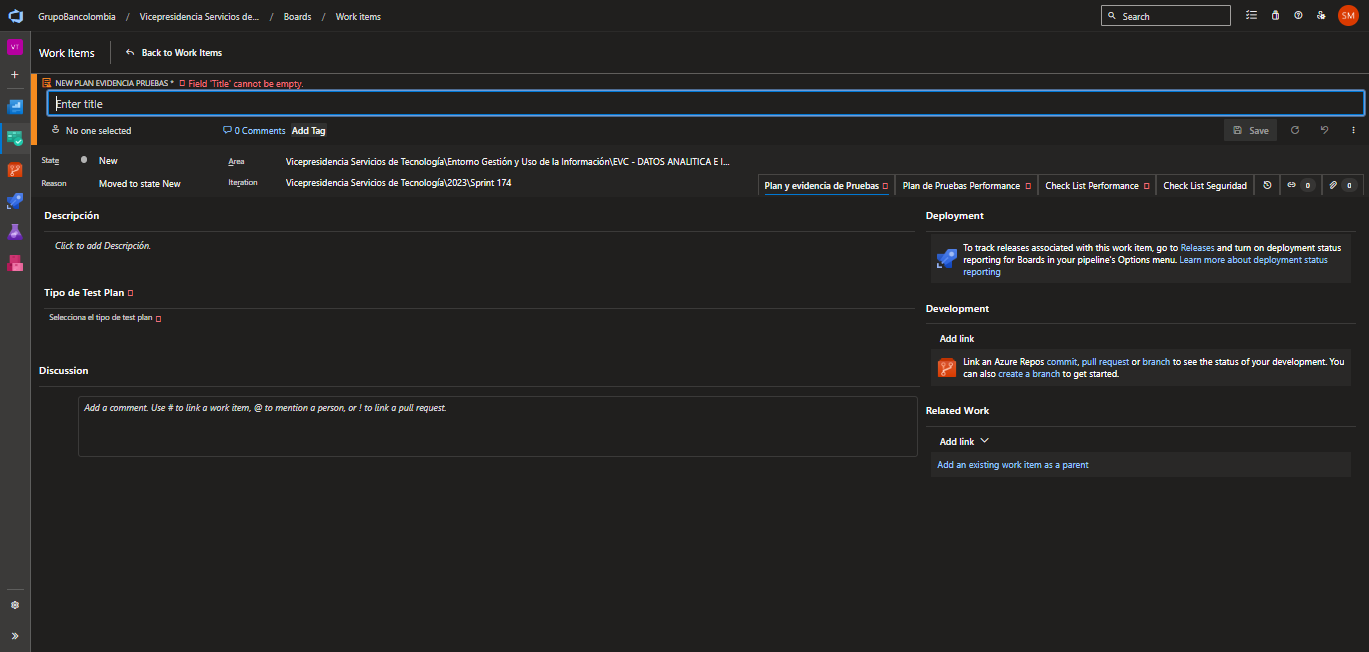 GrupoBancolombia / Vicepresidencia Servicios de... / Boards / Work items
Search
SM
VT
Work Items
Back to Work Items
NEW PLAN EVIDENCIA PRUEBAS * Field 'Title' cannot be empty.
Enter title
No one selected
0 Comments
Add Tag
Save
State
New
Area
Vicepresidencia Servicios de Tecnología\Entorno Gestión y Uso de la Información\EVC - DATOS ANALITICA E I...
Reason
Moved to state New
Iteration
Vicepresidencia Servicios de Tecnología\2023\Sprint 174
Plan y evidencia de Pruebas
Plan de Pruebas Performance
Check List Performance
Check List Seguridad
0
0
Descripción
Click to add Descripción.
Tipo de Test Plan
Selecciona el tipo de test plan
Discussion
Add a comment. Use # to link a work item, @ to mention a person, or ! to link a pull request.
Deployment
To track releases associated with this work item, go to Releases and turn on deployment status
reporting for Boards in your pipeline's Options menu. Learn more about deployment status
reporting
Development
Add link
Link an Azure Repos commit, pull request or branch to see the status of your development. You
can also create a branch to get started.
Related Work
Add link
Add an existing work item as a parent